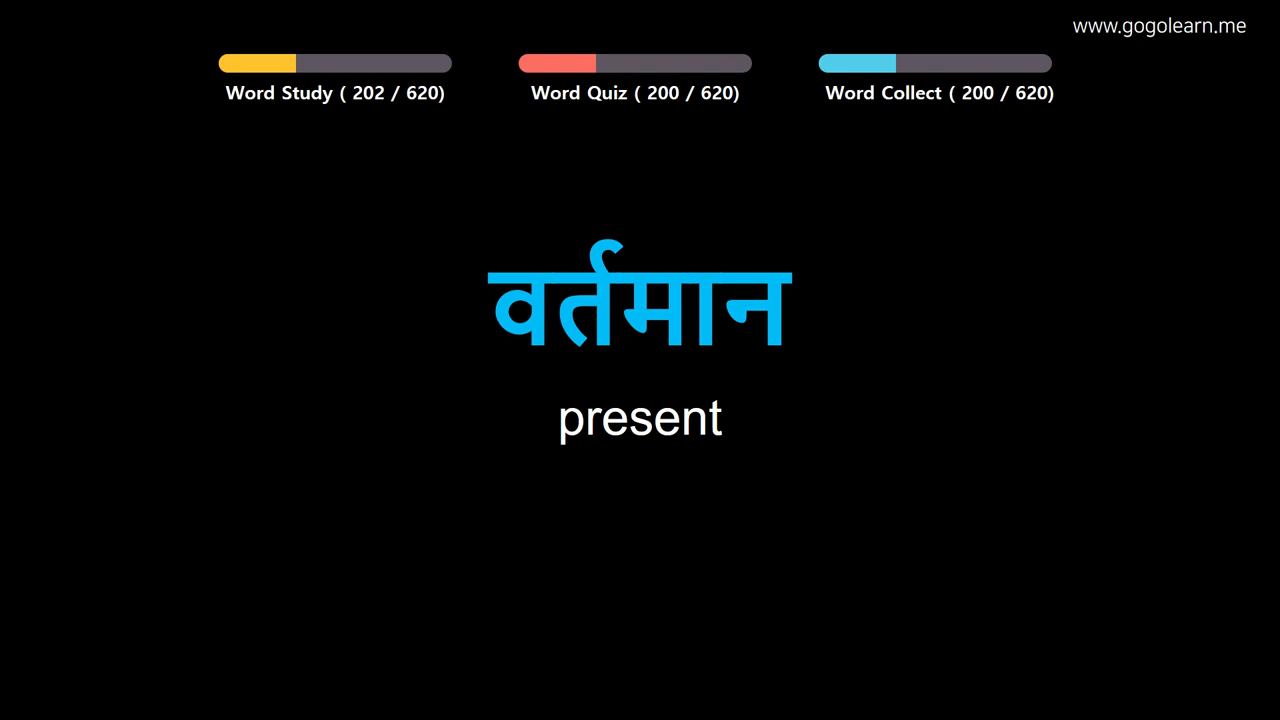 www.gogolearn.me
Word Study ( 202 / 620)
Word Quiz ( 200 / 620)
Word Collect ( 200 / 620)
वर्तमान
present